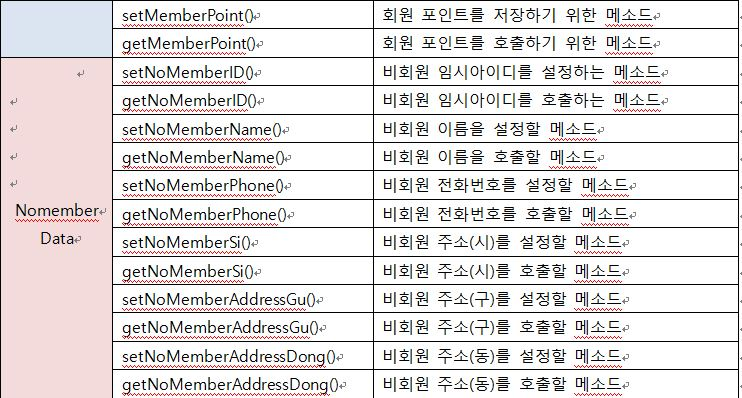 setMemberPoint() 회원 포인트를 저장하기 위한 메소드
getMemberPoint() 회원 포인트를 호출하기 위한 메소드
setNoMemberID() 비회원 임시아이디를 설정하는 메소드
getNoMemberID() 비회원 임시아이디를 호출하는 메소드
setNoMemberName() 비회원 이름을 설정할 메소드
getNoMemberName() 비회원 이름을 호출할 메소드
setNoMemberPhone() 비회원 전화번호를 설정할 메소드
Nomember getNoMemberPhone() 비회원 전화번호를 호출할 메소드
Data setNoMemberSi() 비회원 주소(시)를 설정할 메소드
getNoMemberSi() 비회원 주소(시)를 호출할 메소드
setNoMemberAddressGu() 비회원 주소(구)를 설정할 메소드
getNoMemberAddressGu() 비회원 주소(구)를 호출할 메소드
setNoMemberAddressDong() 비회원 주소(동)를 설정할 메소드
getNoMemberAddressDong() 비회원 주소(동)를 호출할 메소드